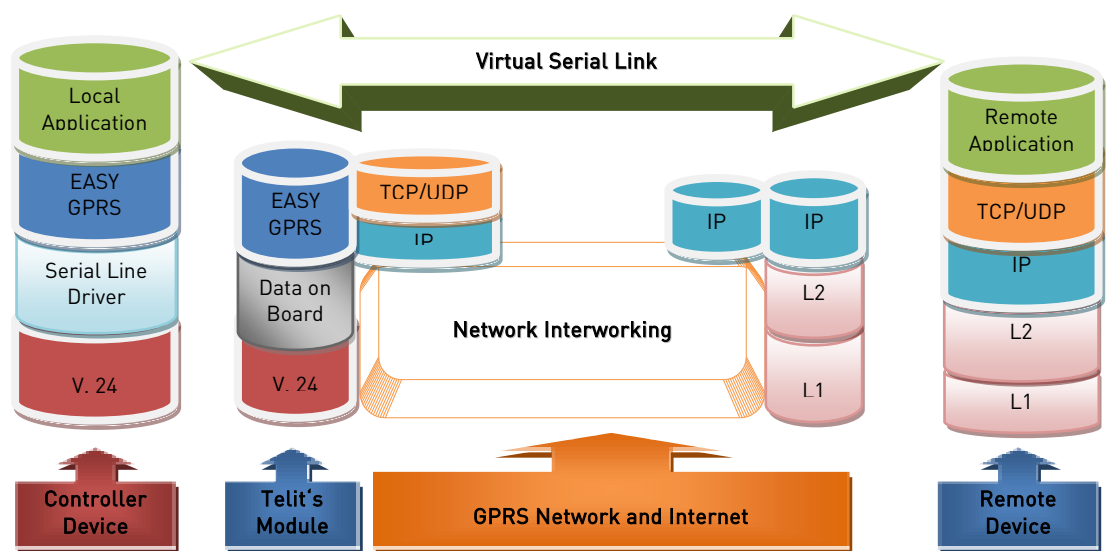 Virtual Serial Link
Local
Application
EASY
GPRS
Serial Line
Driver
V. 24
EASY
GPRS
Data on
Board
V. 24
TCP/UDP
IP
Network Interworking
IP
IP
L2
L1
Remote
Application
TCP/UDP
IP
L2
L1
Controller
Device
Telit‘s
Module
GPRS Network and Internet
Remote
Device